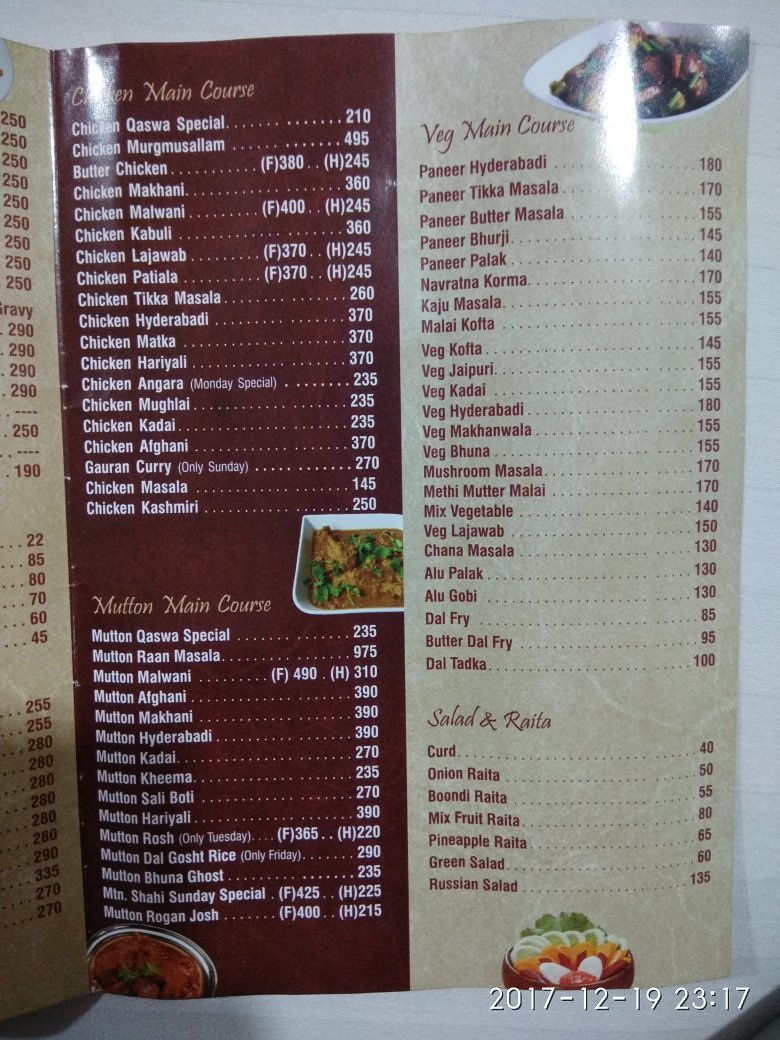 250
250
250
250
250
250
250
250
250
Gravy
. 290
. 290
. 290
. 290
. ----
. 250
. ----
. 190
. . . . 22
. . . . 85
. . . . 80
. . . . 70
. . . . 60
. . . . 45
. . . . 255
. . . . 255
. . . . 280
. . . . 280
. . . . 280
. . . . 280
. . . . 280
. . . . 280
. . . . 290
. . . . 335
. . . . 270
. . . . 270
Chicken Main Course
Chicken Qaswa Special. . . . . . . . . . . 210
Chicken Murgmusallam . . . . . . . . . . 495
Butter Chicken . . . . . . . . . . (F)380 . . (H)245
Chicken Makhani. . . . . . . . . . 360
Chicken Malwani . . . . . . . . . . (F)400 . . (H)245
Chicken Kabuli . . . . . . . . . . 360
Chicken Lajawab . . . . . . . . . . (F)370 . . (H)245
Chicken Patiala . . . . . . . . . . (F)370 . . (H)245
Chicken Tikka Masala . . . . . . . . . . 260
Chicken Hyderabadi . . . . . . . . . . 370
Chicken Matka . . . . . . . . . . 370
Chicken Hariyali . . . . . . . . . . 370
Chicken Angara (Monday Special) . . . . . . . . . 235
Chicken Mughlai . . . . . . . . . . 235
Chicken Kadai . . . . . . . . . . 235
Chicken Afghani . . . . . . . . . . 370
Gauran Curry (Only Sunday) . . . . . . . . . . 270
Chicken Masala . . . . . . . . . . 145
Chicken Kashmiri . . . . . . . . . . 250
Mutton Main Course
Mutton Qaswa Special . . . . . . . . . . 235
Mutton Raan Masala. . . . . . . . . . 975
Mutton Malwani . . . . . . . . . . (F) 490 . (H) 310
Mutton Afghani . . . . . . . . . . 390
Mutton Makhani . . . . . . . . . . 390
Mutton Hyderabadi . . . . . . . . . . 390
Mutton Kadai . . . . . . . . . . 270
Mutton Kheema. . . . . . . . . . 235
Mutton Sali Boti . . . . . . . . . . 270
Mutton Hariyali . . . . . . . . . . 390
Mutton Rosh (Only Tuesday). . . . (F)365 . . (H)220
Mutton Dal Gosht Rice (Only Friday). . . . . . . 290
Mutton Bhuna Ghost . . . . . . . . . . 235
Mtn. Shahi Sunday Special . (F)425 . . (H)225
Mutton Rogan Josh . . . . . . . (F)400 . . (H)215
Veg Main Course
Paneer Hyderabadi . . . . . . . . . . 180
Paneer Tikka Masala . . . . . . . . . . 170
Paneer Butter Masala . . . . . . . . . . 155
Paneer Bhurji. . . . . . . . . . 145
Paneer Palak . . . . . . . . . . 140
Navratna Korma. . . . . . . . . . 170
Kaju Masala. . . . . . . . . . 155
Malai Kofta . . . . . . . . . . 155
Veg Kofta . . . . . . . . . . 145
Veg Jaipuri. . . . . . . . . . 155
Veg Kadai . . . . . . . . . . 155
Veg Hyderabadi . . . . . . . . . . 180
Veg Makhanwala . . . . . . . . . . 155
Veg Bhuna . . . . . . . . . . 155
Mushroom Masala. . . . . . . . . . 170
Methi Mutter Malai . . . . . . . . . . 170
Mix Vegetable . . . . . . . . . . 140
Veg Lajawab . . . . . . . . . . 150
Chana Masala . . . . . . . . . . 130
Alu Palak . . . . . . . . . . 130
Alu Gobi . . . . . . . . . . 130
Dal Fry . . . . . . . . . . 85
Butter Dal Fry . . . . . . . . . . 95
Dal Tadka. . . . . . . . . . 100
Salad & Raita
Curd . . . . . . . . . . 40
Onion Raita . . . . . . . . . . 50
Boondi Raita . . . . . . . . . . 55
Mix Fruit Raita . . . . . . . . . . 80
Pineapple Raita . . . . . . . . . . 65
Green Salad . . . . . . . . . . 60
Russian Salad . . . . . . . . . . 135
2017-12-19 23:17